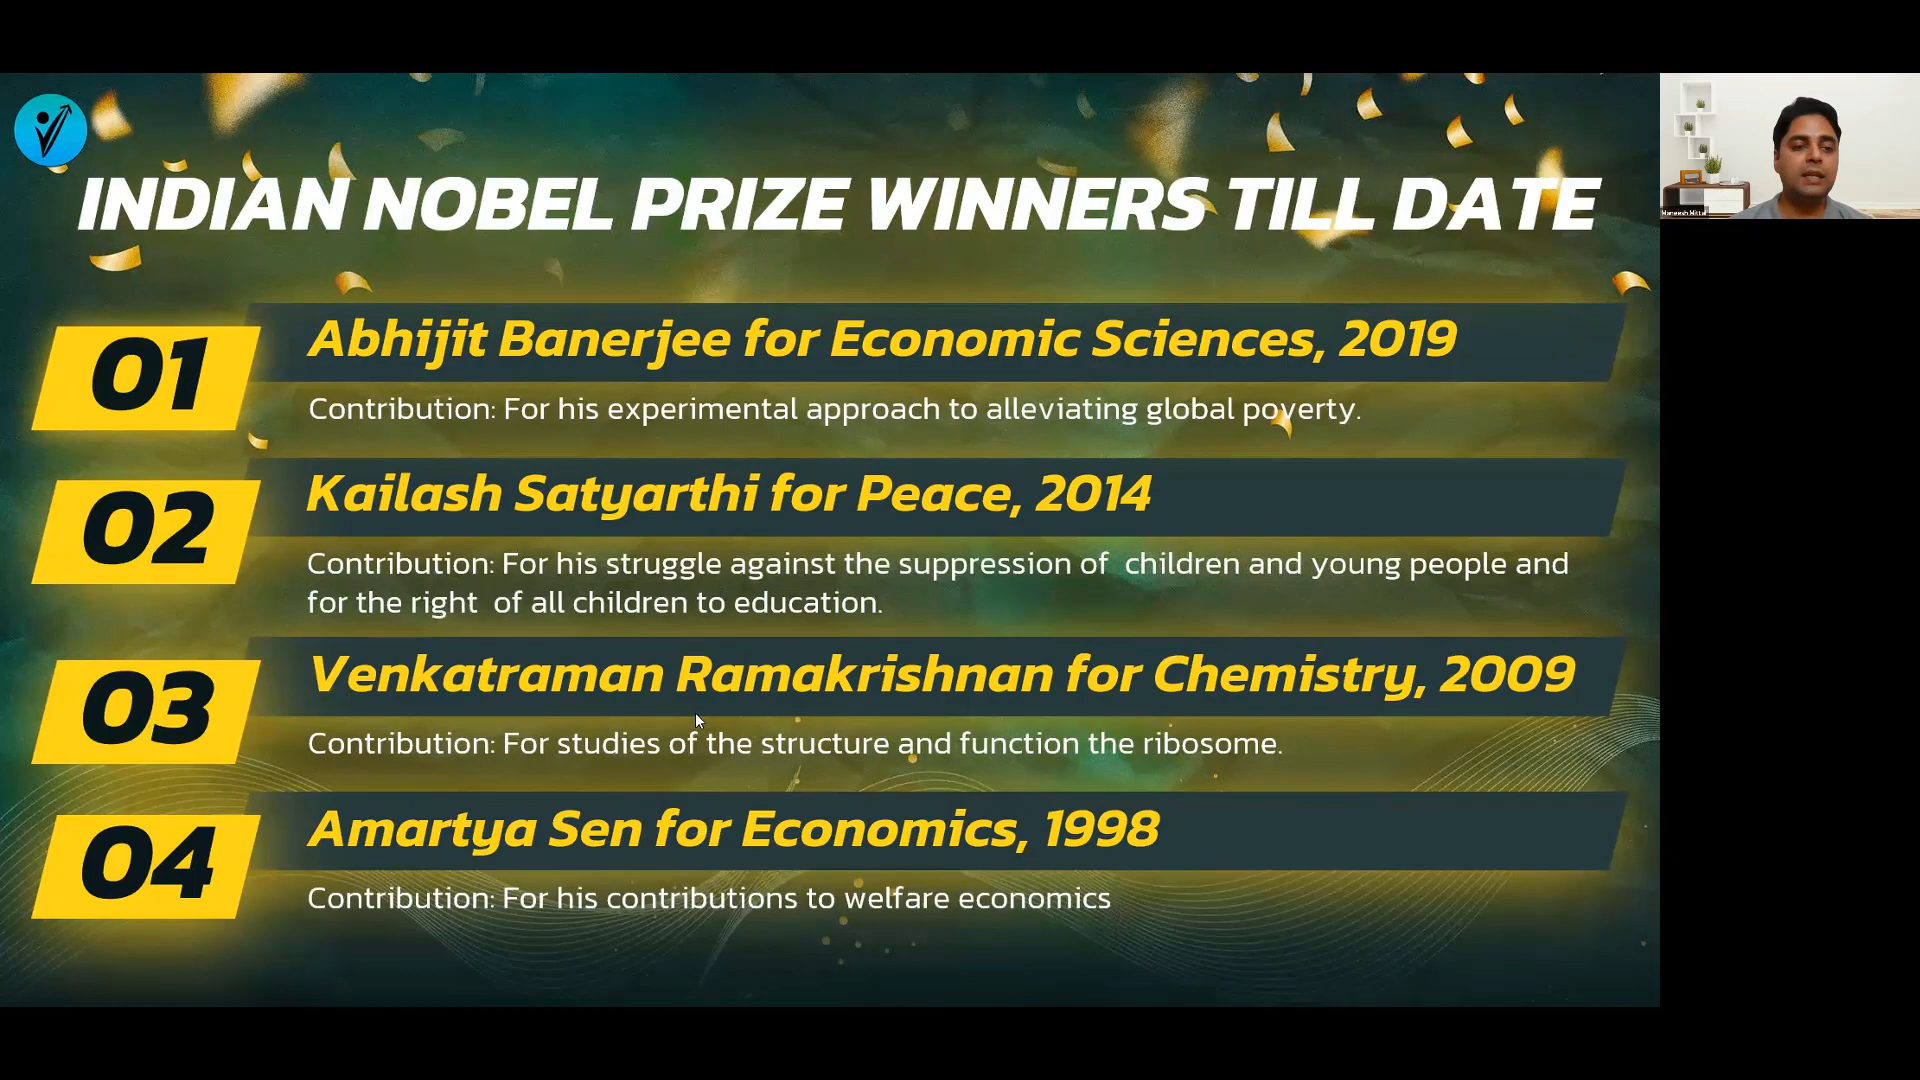 INDIAN NOBEL PRIZE WINNERS TILL DATE
01
Abhijit Banerjee for Economic Sciences, 2019
Contribution: For his experimental approach to alleviating global poverty.
02
Kailash Satyarthi for Peace, 2014
Contribution: For his struggle against the suppression of children and young people and
for the right of all children to education.
03
Venkatraman Ramakrishnan for Chemistry, 2009
Contribution: For studies of the structure and function the ribosome.
04
Amartya Sen for Economics, 1998
Contribution: For his contributions to welfare economics
Maneesh Mittal